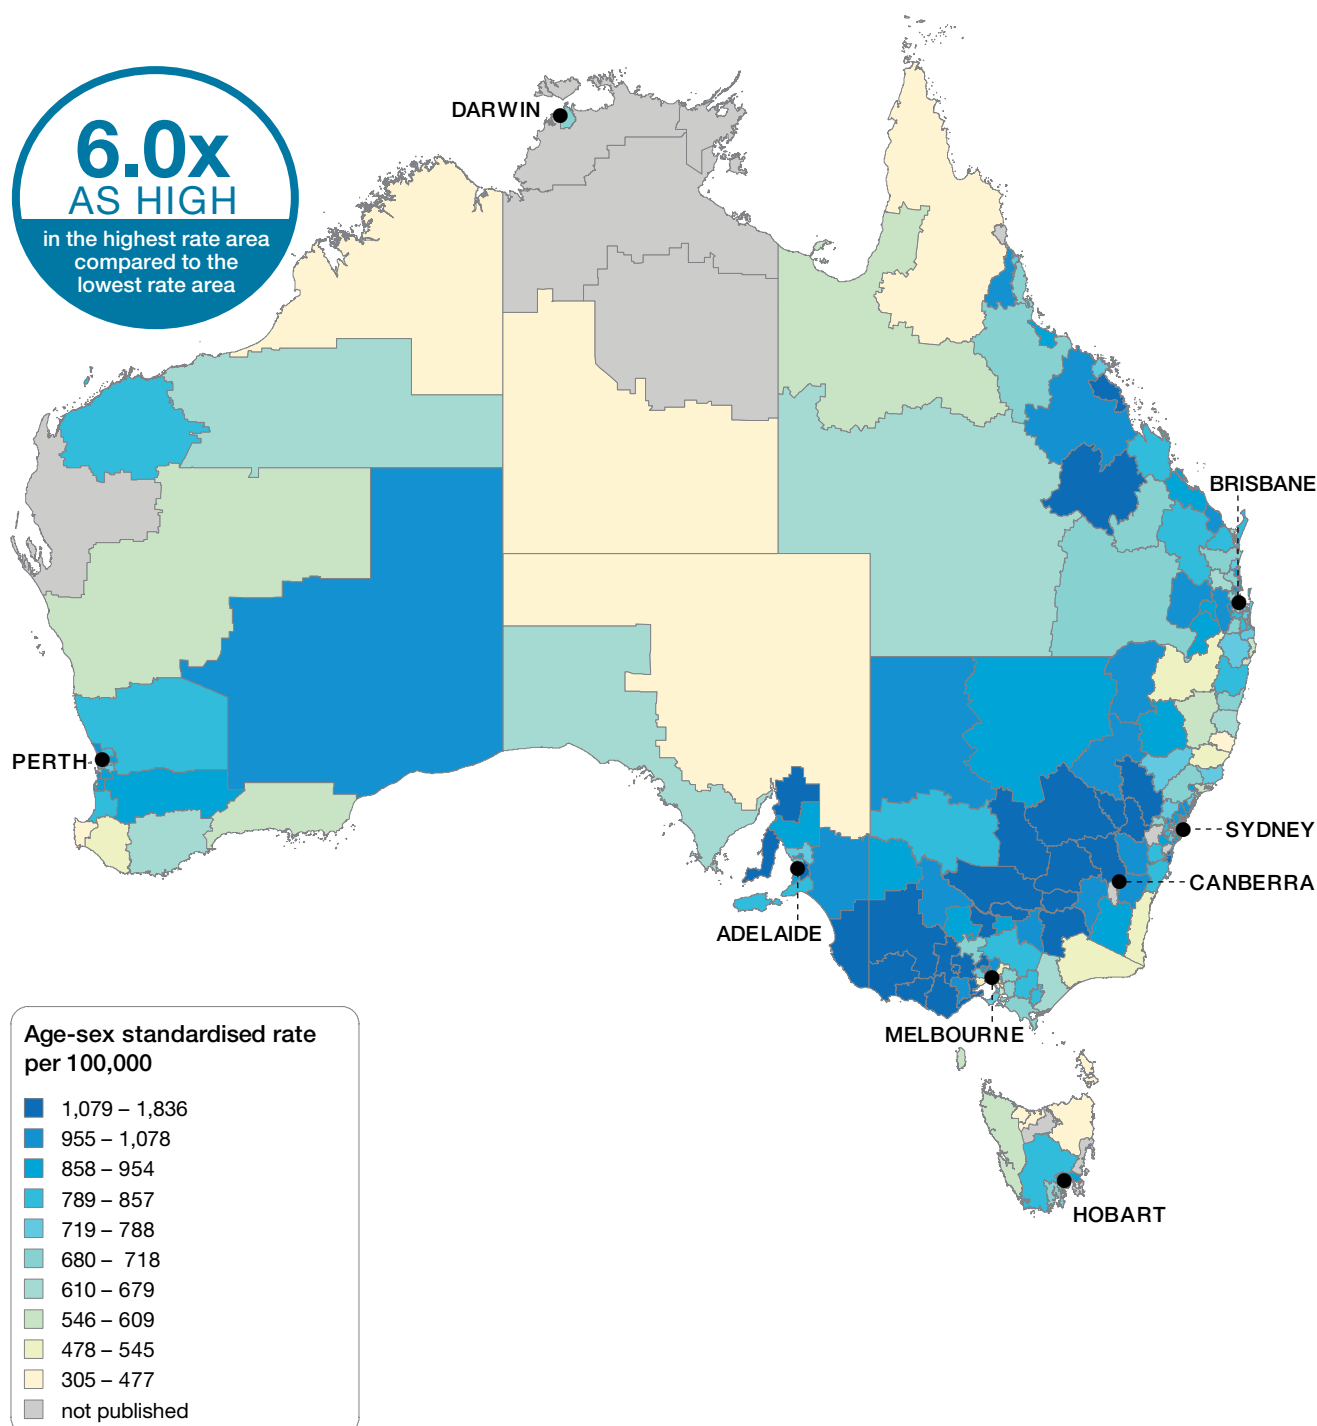 6.0x
AS HIGH
in the highest rate area
compared to the
lowest rate area
DARWIN
BRISBANE
PERTH
SYDNEY
CANBERRA
ADELAIDE
MELBOURNE
HOBART
Age-sex standardised rate
per 100,000
1,079 – 1,836
955 – 1,078
858 – 954
789 – 857
719 – 788
680 – 718
610 – 679
546 – 609
478 – 545
305 – 477
not published